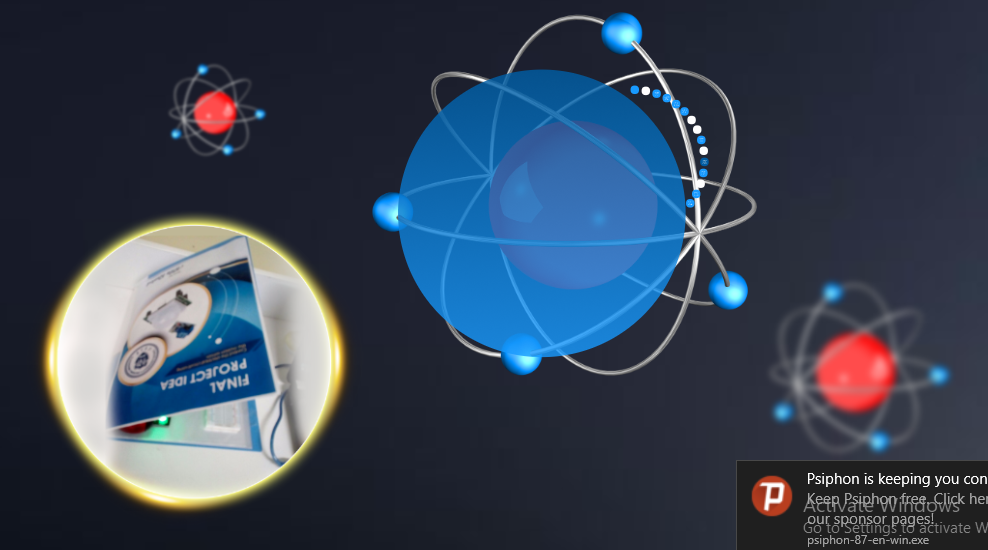 FINAL
PROJECT IDEA
Psiphon is keeping you con
Keep Psiphon free. Click he
our sponsor pages!
psiphon-87-en-win.exe
Activate Windows
Go to Settings to activate W